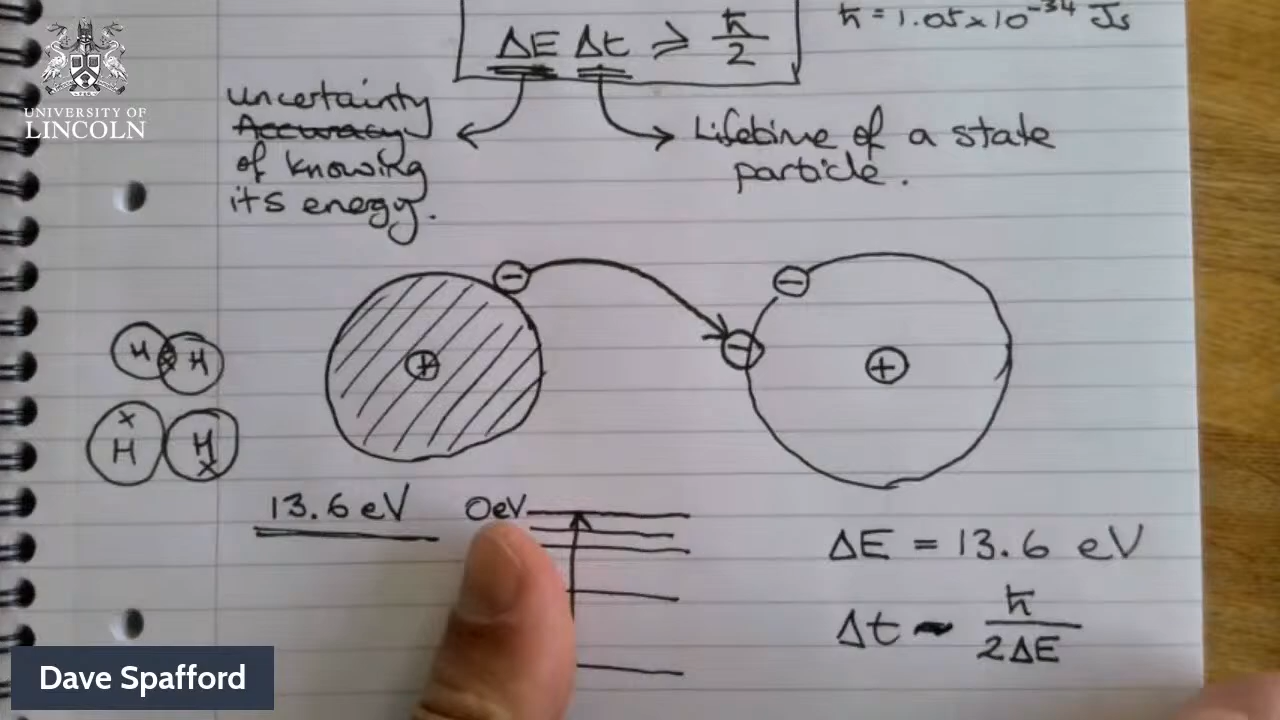 ΔE Δt ⩾ ħ/2
ħ = 1.05 x 10⁻³⁴ Js
UNIVERSITY OF
LINCOLN
uncertainty
Accuracy
of knowing
its energy.
Lifetime of a state
particle.
−
−
−
+
+
H H
x
H
H
x
13.6 eV
0eV
ΔE = 13.6 eV
Δt ~ ħ/2ΔE
Dave Spafford